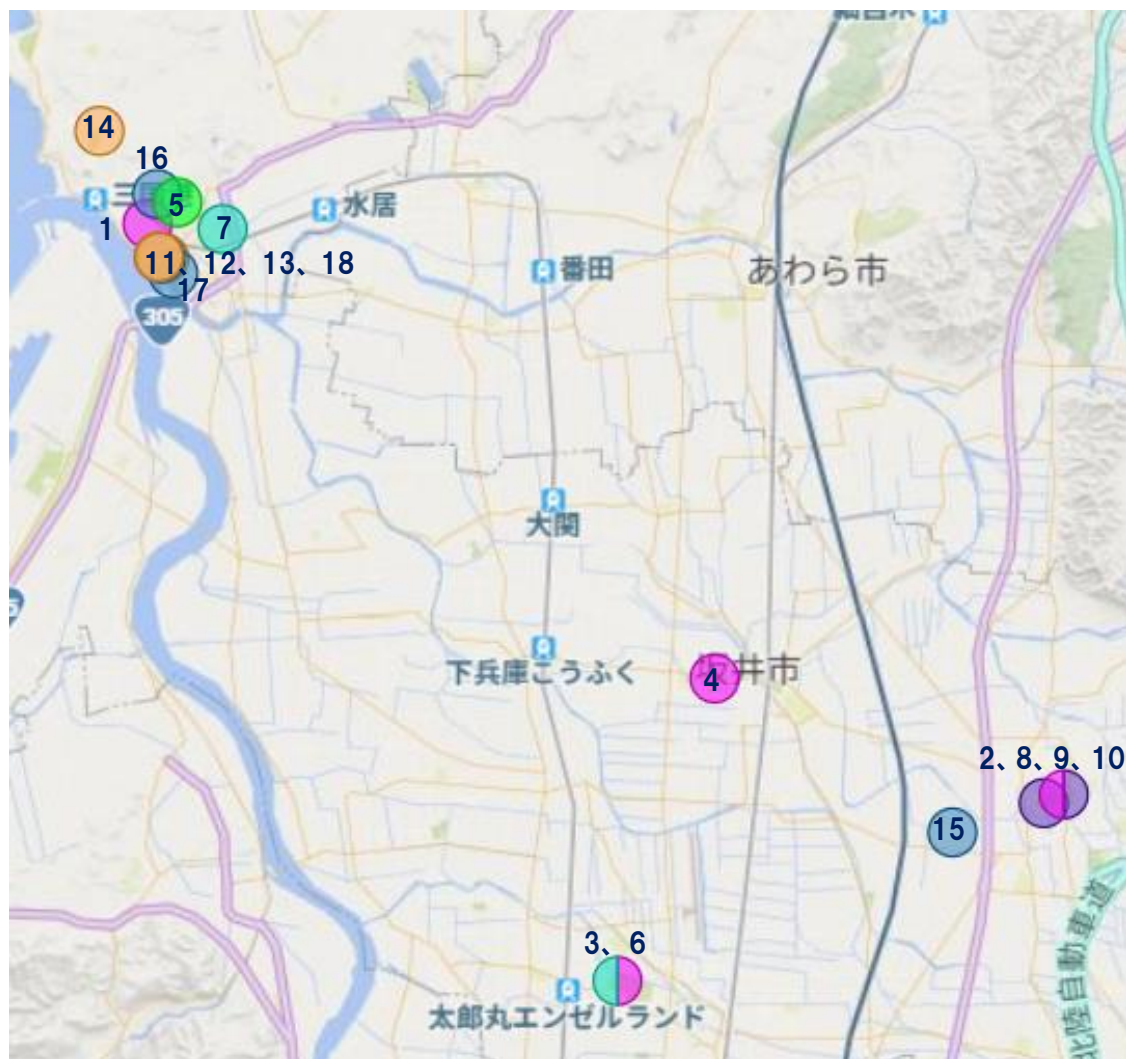 14
16
三国港
5
水居
1
7
11、12、13、18
17
305
番田
あわら市
大関
下兵庫こうふく
坂井市
4
2、8、9、10
15
3、6
太郎丸エンゼルランド
北陸自動車道